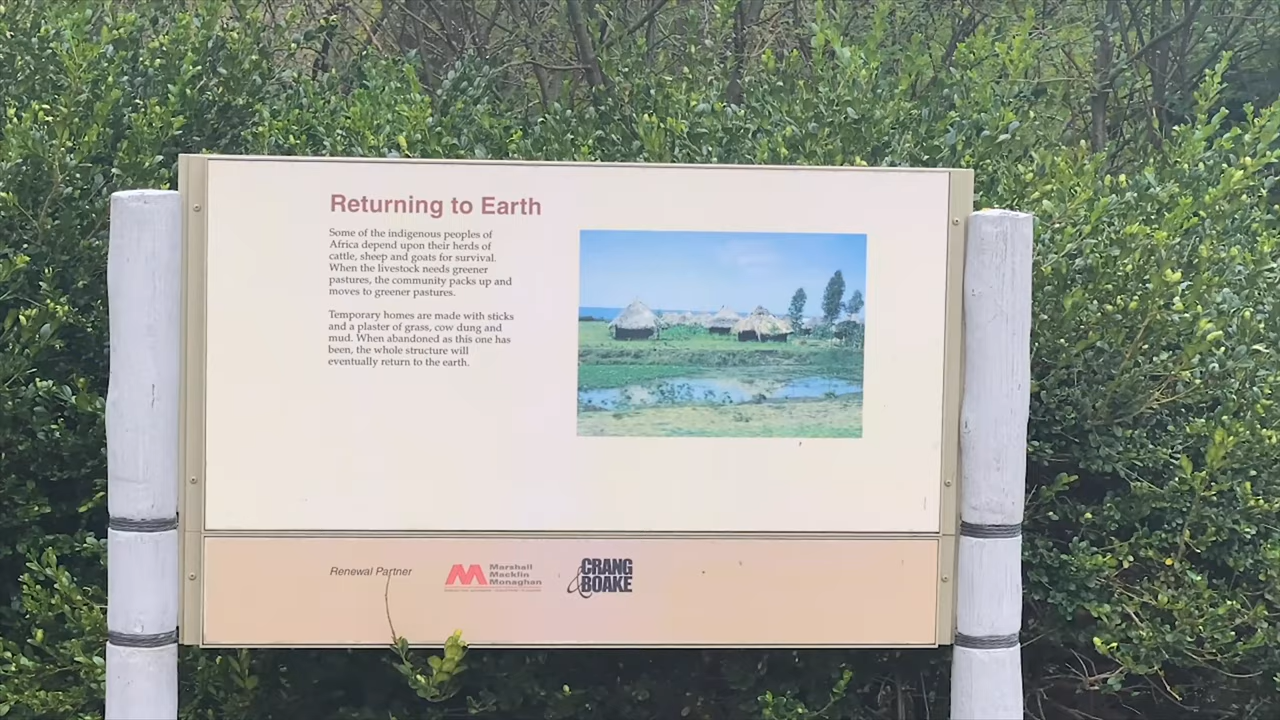 Returning to Earth
Some of the indigenous peoples of
Africa depend upon their herds of
cattle, sheep and goats for survival.
When the livestock needs greener
pastures, the community packs up and
moves to greener pastures.
Temporary homes are made with sticks
and a plaster of grass, cow dung and
mud. When abandoned as this one has
been, the whole structure will
eventually return to the earth.
Renewal Partner
Marshall
Macklin
Monaghan
CRANG
&BOAKE